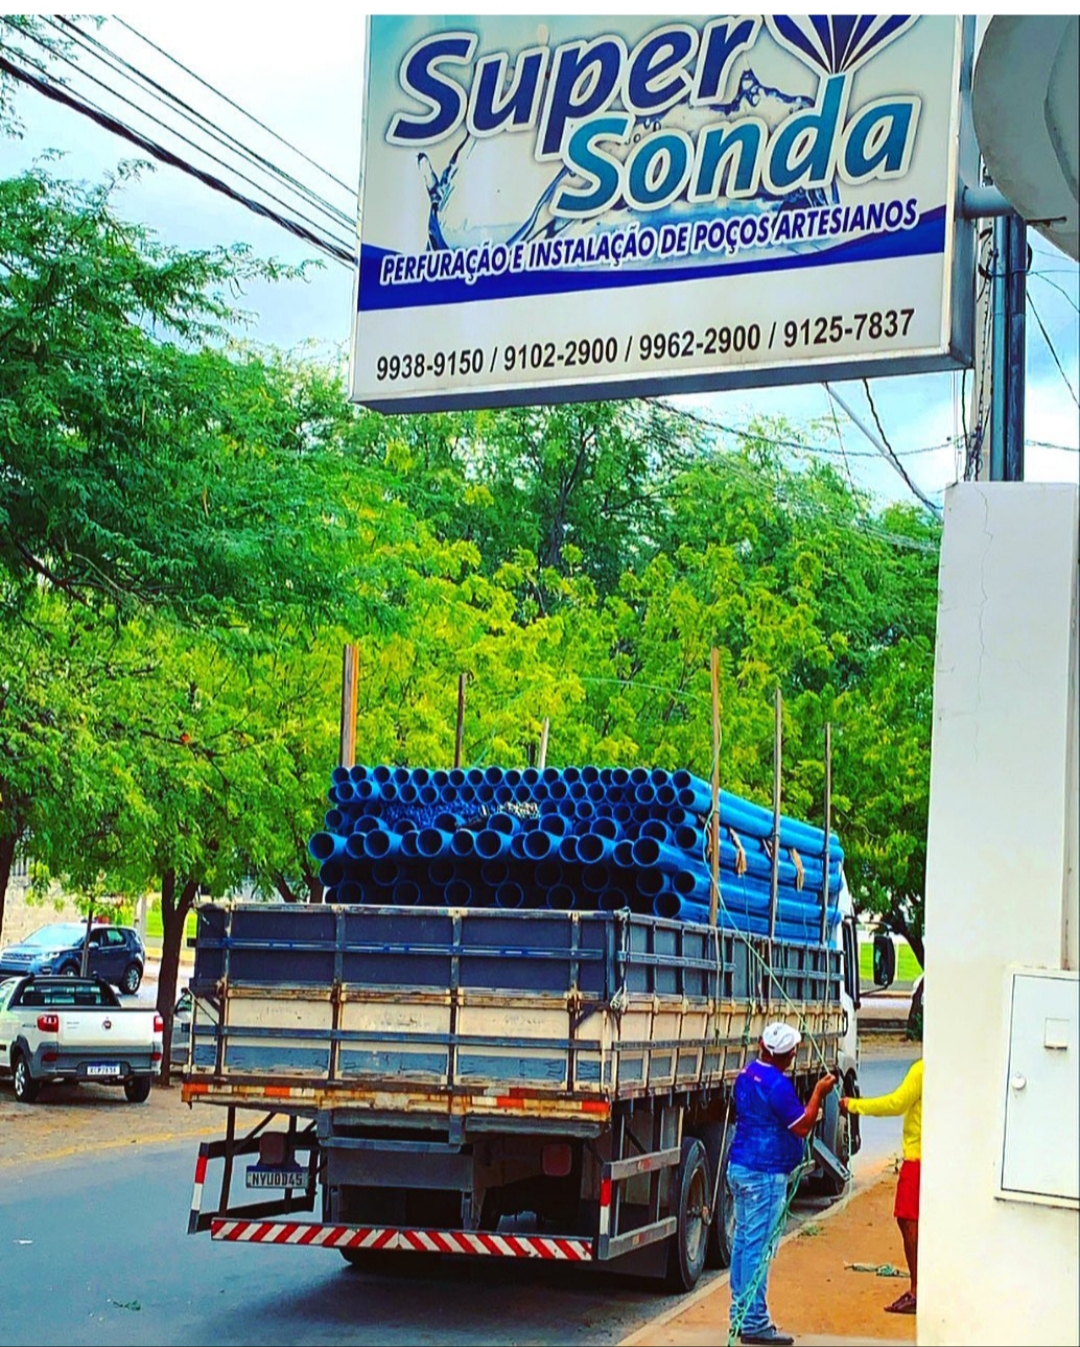 Super
Sonda
PERFURAÇÃO E INSTALAÇÃO DE POÇOS ARTESIANOS
9938-9150 / 9102-2900 / 9962-2900 / 9125-7837